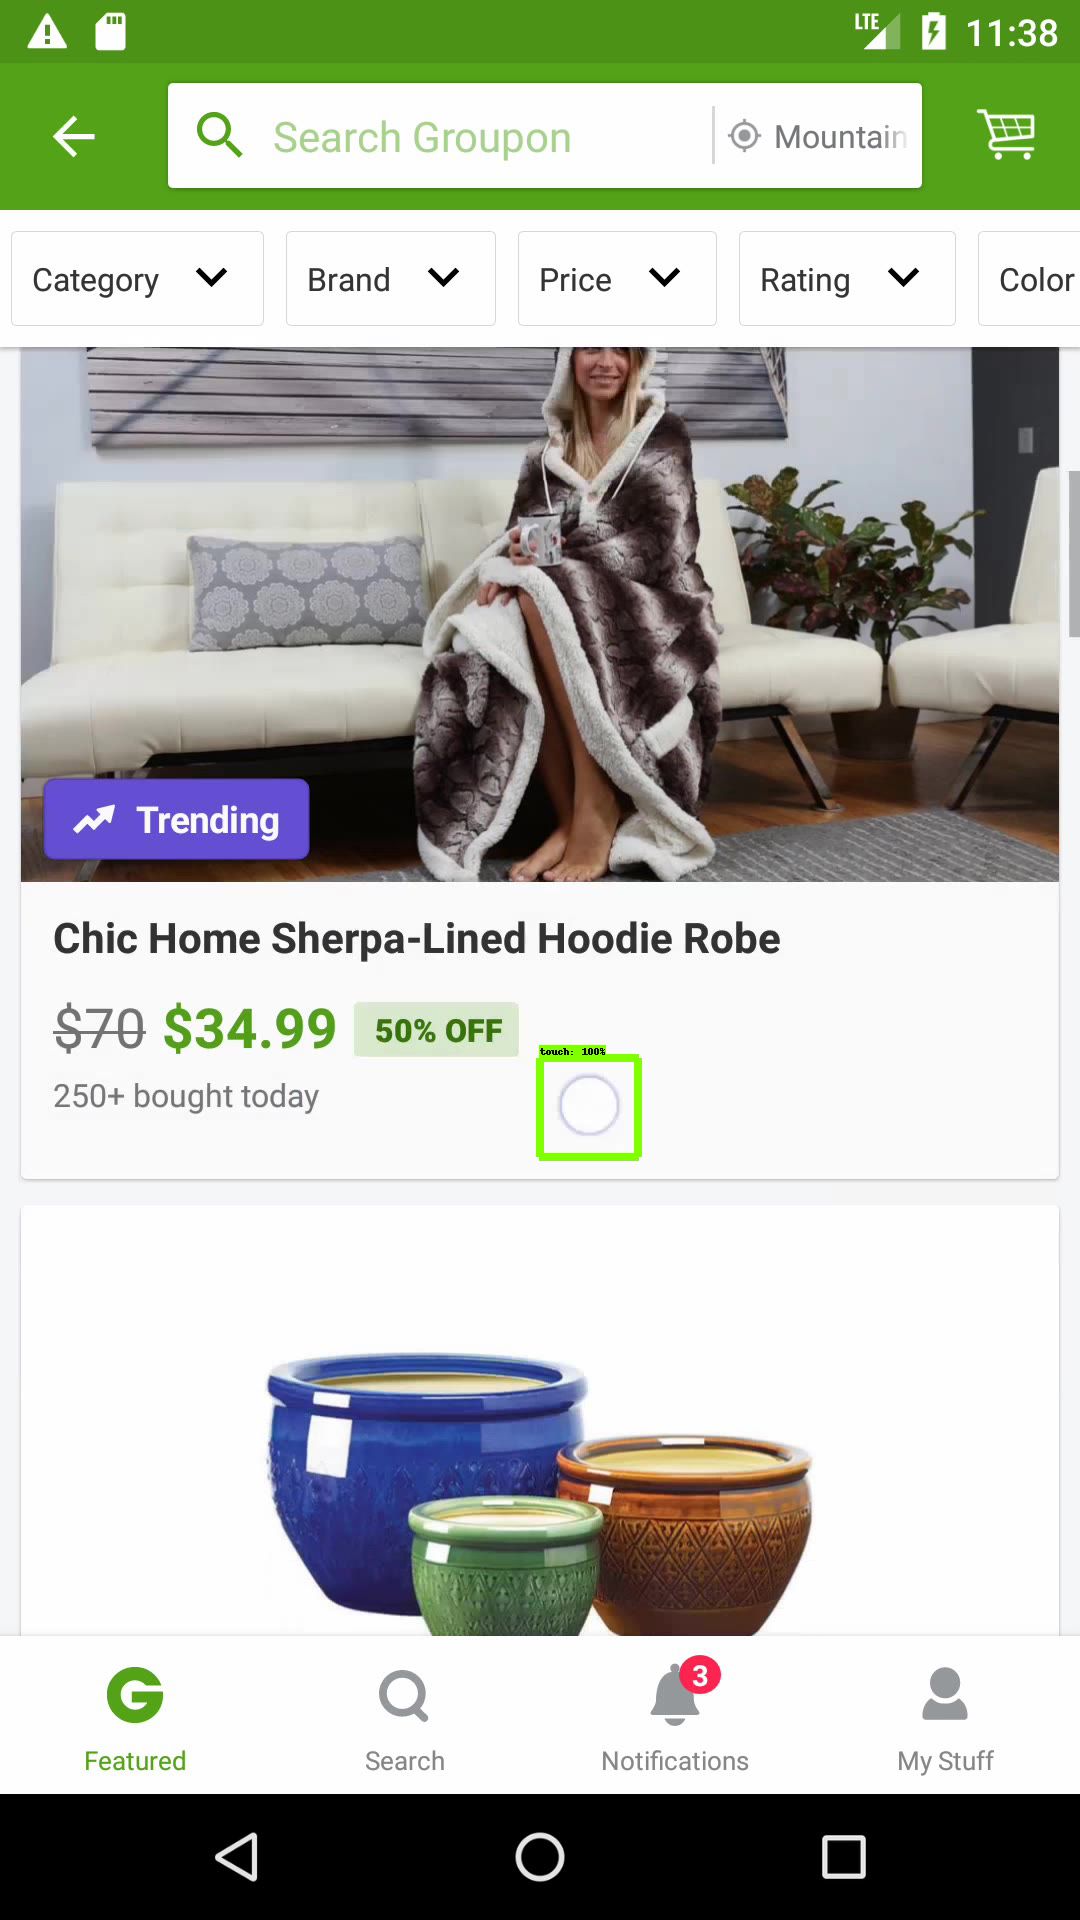 LTE 11:38
Search Groupon Mountain
Category Brand Price Rating Color
Trending
Chic Home Sherpa-Lined Hoodie Robe
$70 $34.99 50% OFF
touch: 100%
250+ bought today
3
Featured Search Notifications My Stuff